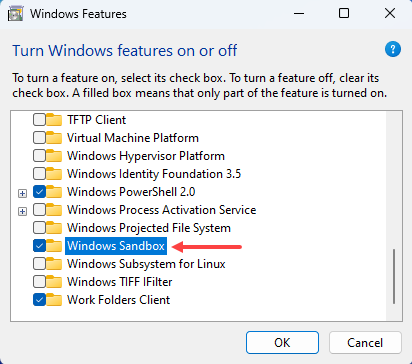 Windows Features
Turn Windows features on or off
?
To turn a feature on, select its check box. To turn a feature off, clear its
check box. A filled box means that only part of the feature is turned on.
TFTP Client
Virtual Machine Platform
Windows Hypervisor Platform
Windows Identity Foundation 3.5
Windows PowerShell 2.0
Windows Process Activation Service
Windows Projected File System
Windows Sandbox
Windows Subsystem for Linux
Windows TIFF IFilter
Work Folders Client
OK
Cancel